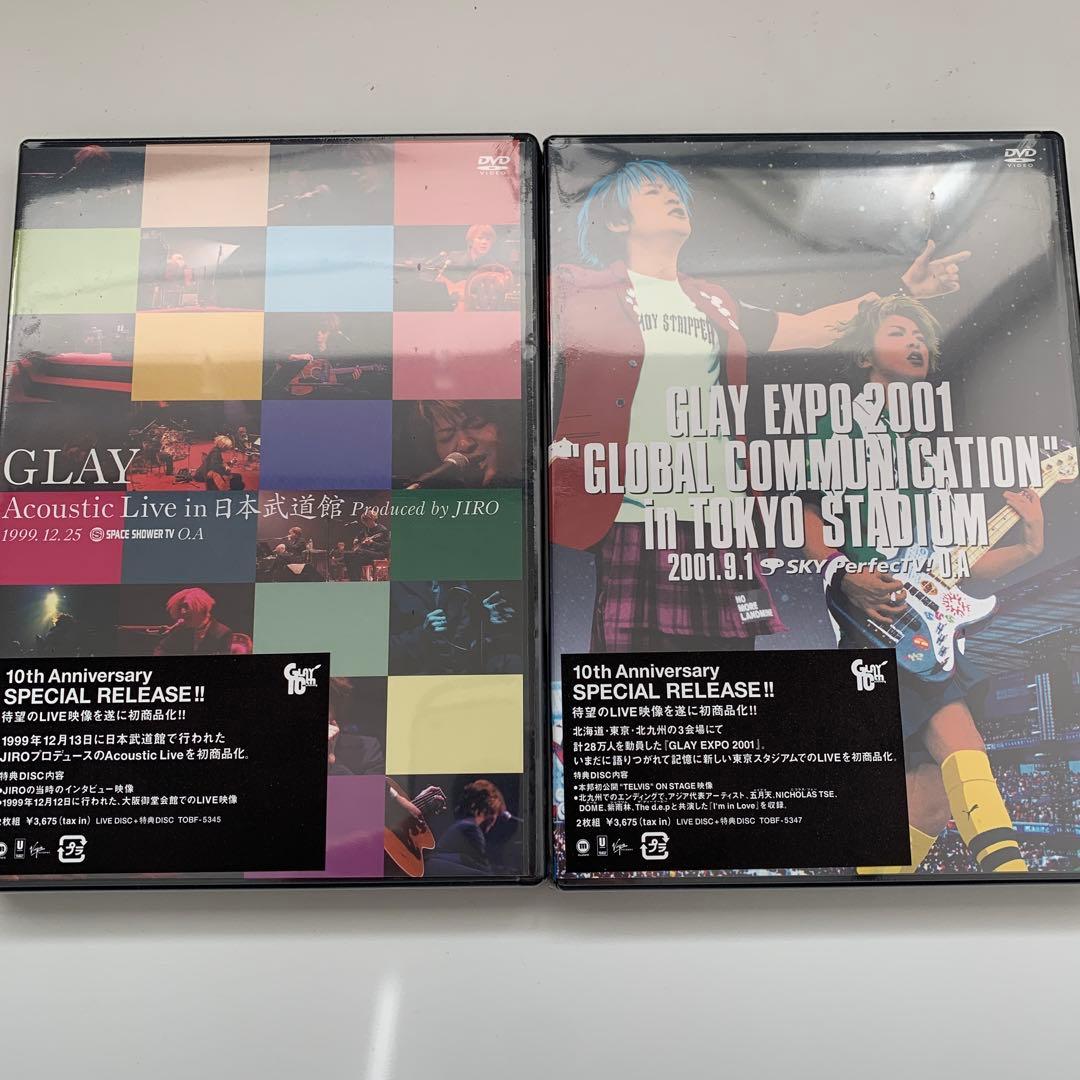 DVD
VIDEO
GLAY
Acoustic Live in 日本武道館 Produced by JIRO
1999.12.25 SPACE SHOWER TV O.A
10th Anniversary
SPECIAL RELEASE!!
待望のLIVE映像を遂に初商品化!!
1999年12月13日に日本武道館で行われた
JIROプロデュースのAcoustic Liveを初商品化。
特典DISC内容
●JIROの当時のインタビュー映像
●1999年12月12日に行われた、大阪御堂会館でのLIVE映像
2枚組 ¥3,675(tax in) LIVE DISC+特典DISC TOBF-5345
プラ
DVD
VIDEO
GLAY EXPO 2001
"GLOBAL COMMUNICATION"
in TOKYO STADIUM
2001.9.1 SKY PerfecTV! O.A
NO
MORE
LANDMINE
10th Anniversary
SPECIAL RELEASE!!
GLAY
10th
待望のLIVE映像を遂に初商品化!!
北海道・東京・北九州の3会場にて
計28万人を動員した『GLAY EXPO 2001』。
いまだに語りつがれて記憶に新しい東京スタジアムでのLIVEを初商品化。
特典DISC内容
●本邦初公開"TELVIS" ON STAGE映像
●北九州でのエンディングで、アジア代表アーティスト、五月天、NICHOLAS TSE、
DOME、紫雨林、The d.e.pと共演した「I'm in Love」を収録。
2枚組 ¥3,675(tax in) LIVE DISC+特典DISC TOBF-5347
プラ